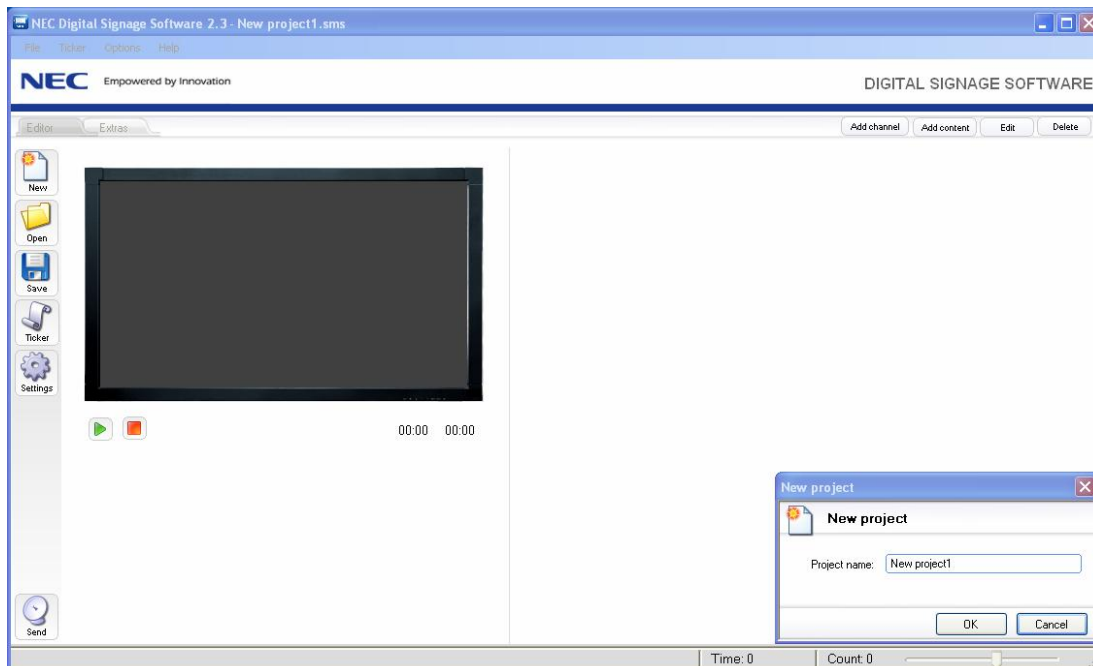 NEC Digital Signage Software 2.3 - New project1.sms
File Ticker Options Help
NEC Empowered by Innovation
DIGITAL SIGNAGE SOFTWARE
Editor Extras
Add channel Add content Edit Delete
New
Open
Save
Ticker
Settings
00:00 00:00
New project
New project
Project name: New project1
OK Cancel
Send
Time: 0 Count: 0